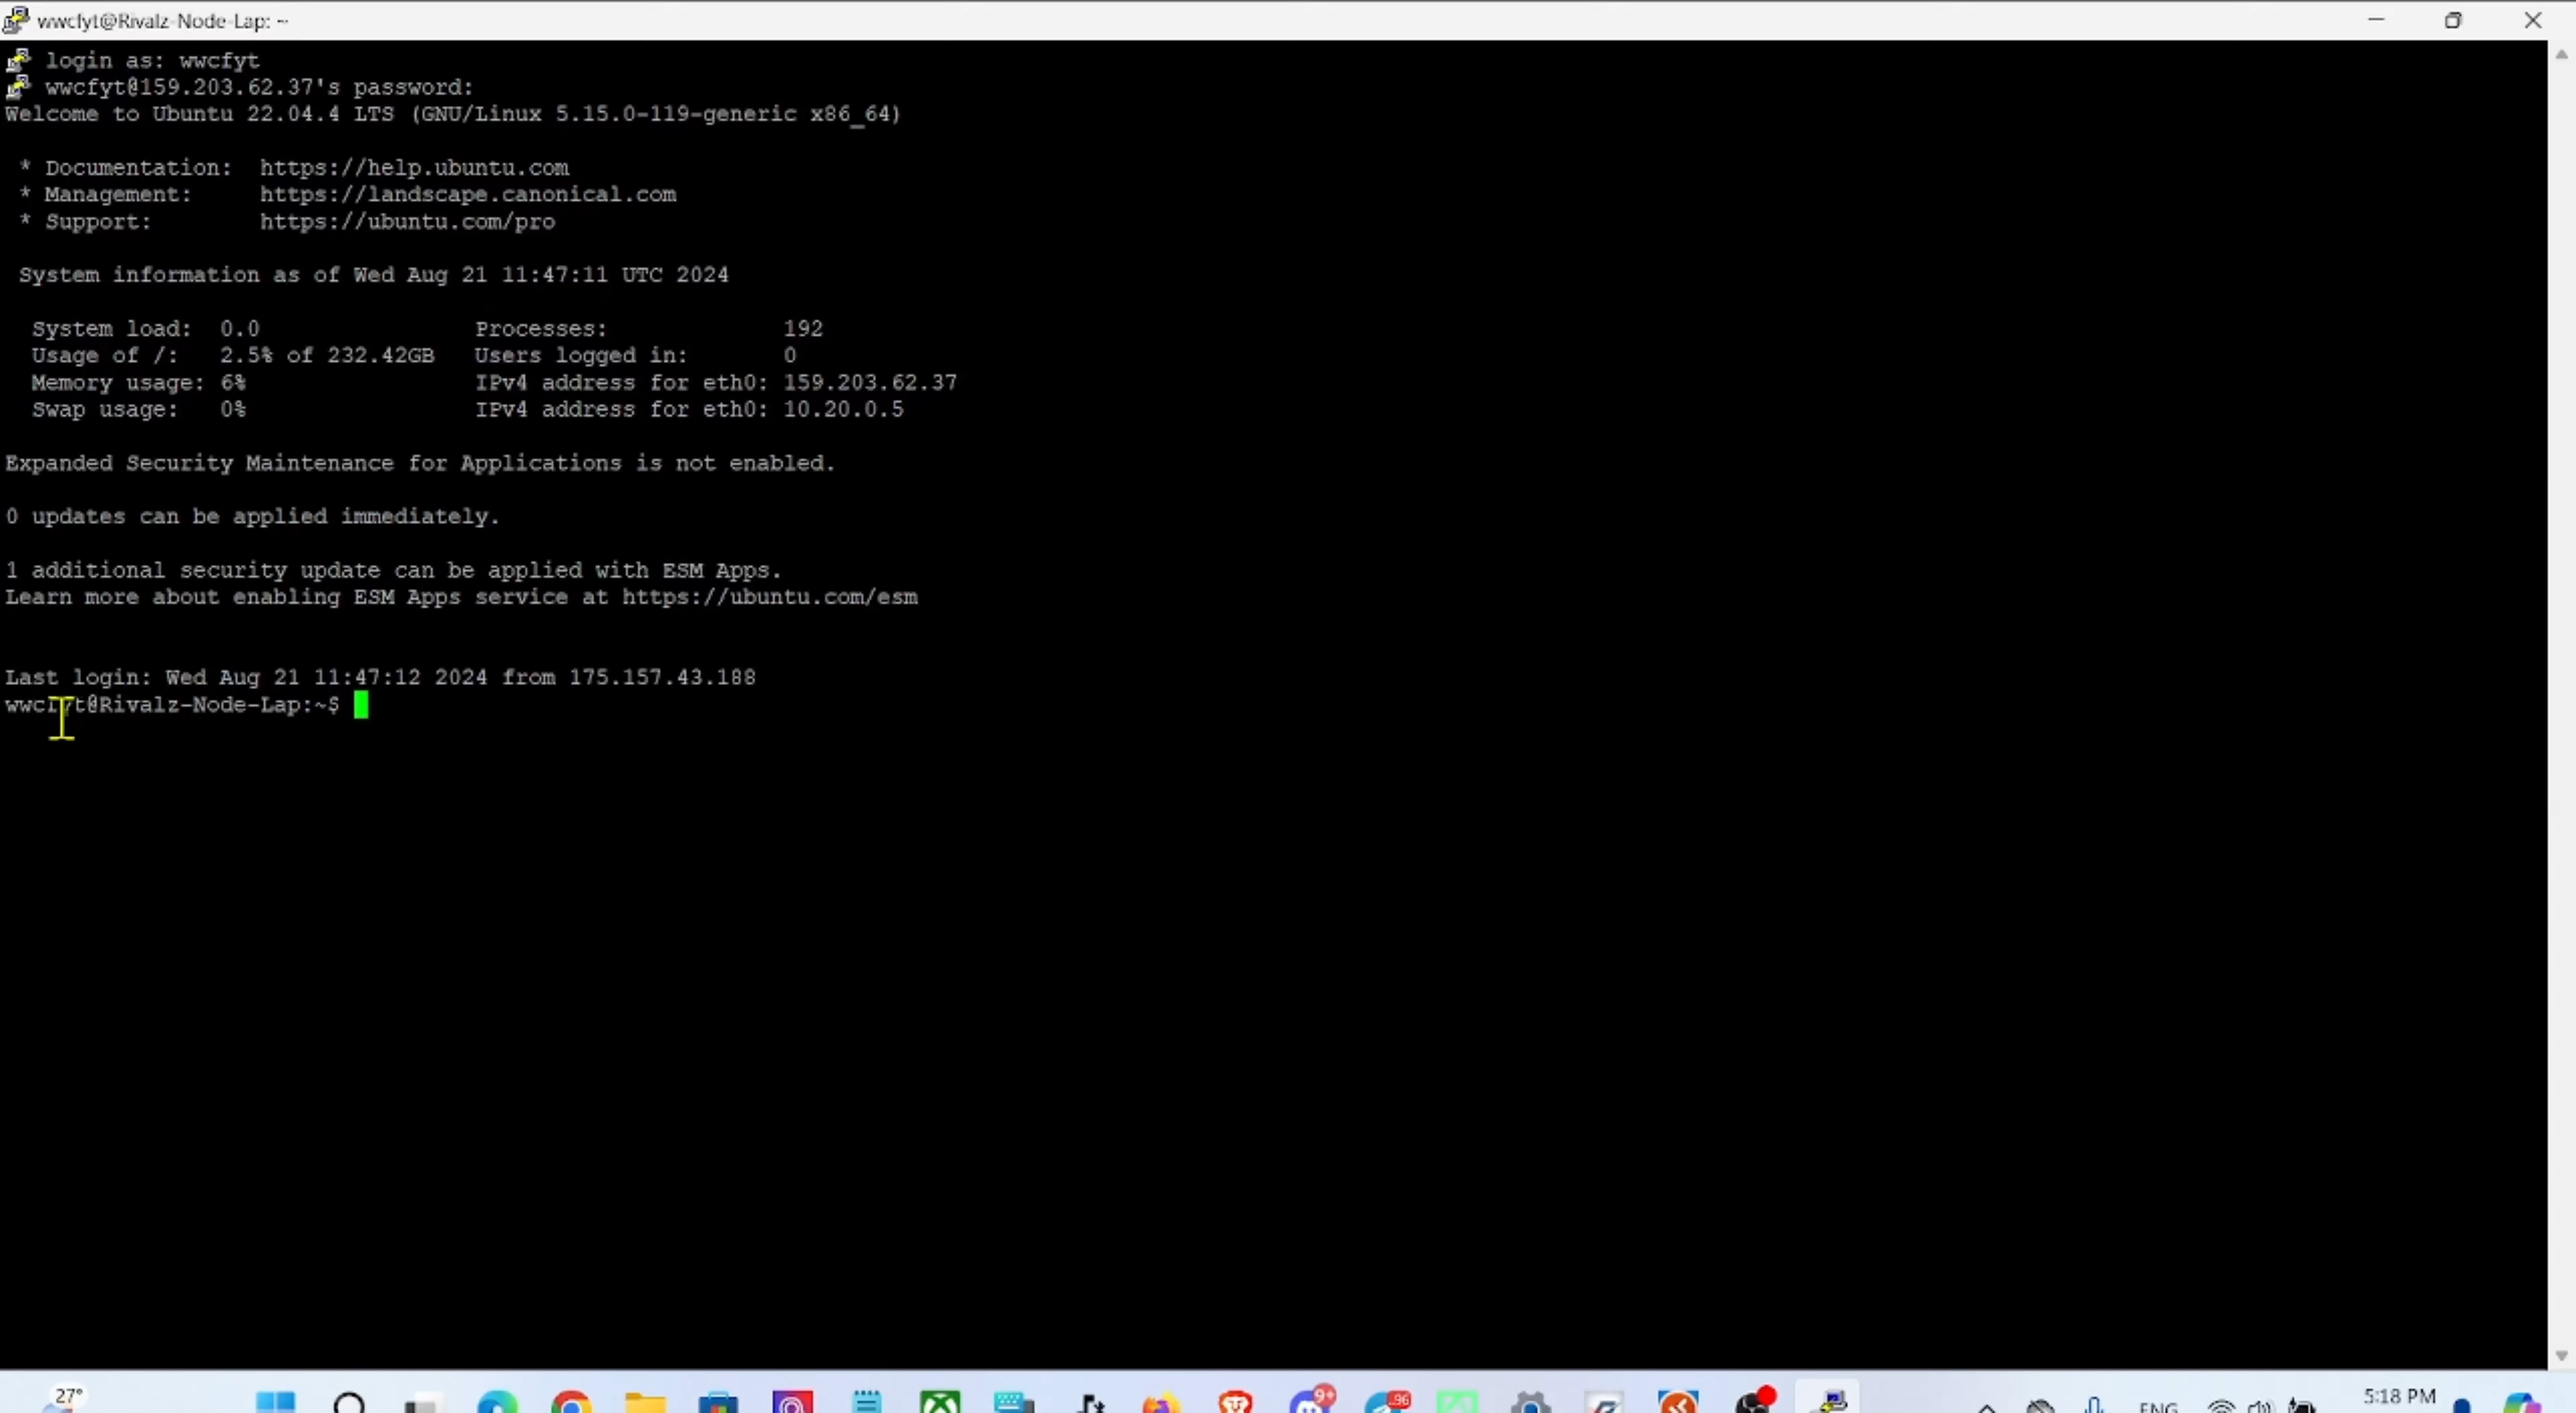 wwcfyt@Rivalz-Node-Lap: ~
login as: wwcfyt
wwcfyt@159.203.62.37's password:
Welcome to Ubuntu 22.04.4 LTS (GNU/Linux 5.15.0-119-generic x86_64)
* Documentation: https://help.ubuntu.com
* Management: https://landscape.canonical.com
* Support: https://ubuntu.com/pro
System information as of Wed Aug 21 11:47:11 UTC 2024
System load: 0.0 Processes: 192
Usage of /: 2.5% of 232.42GB Users logged in: 0
Memory usage: 6% IPv4 address for eth0: 159.203.62.37
Swap usage: 0% IPv4 address for eth0: 10.20.0.5
Expanded Security Maintenance for Applications is not enabled.
0 updates can be applied immediately.
1 additional security update can be applied with ESM Apps.
Learn more about enabling ESM Apps service at https://ubuntu.com/esm
Last login: Wed Aug 21 11:47:12 2024 from 175.157.43.188
wwcfyt@Rivalz-Node-Lap:~$
27°
9+
96
ENG
5:18 PM